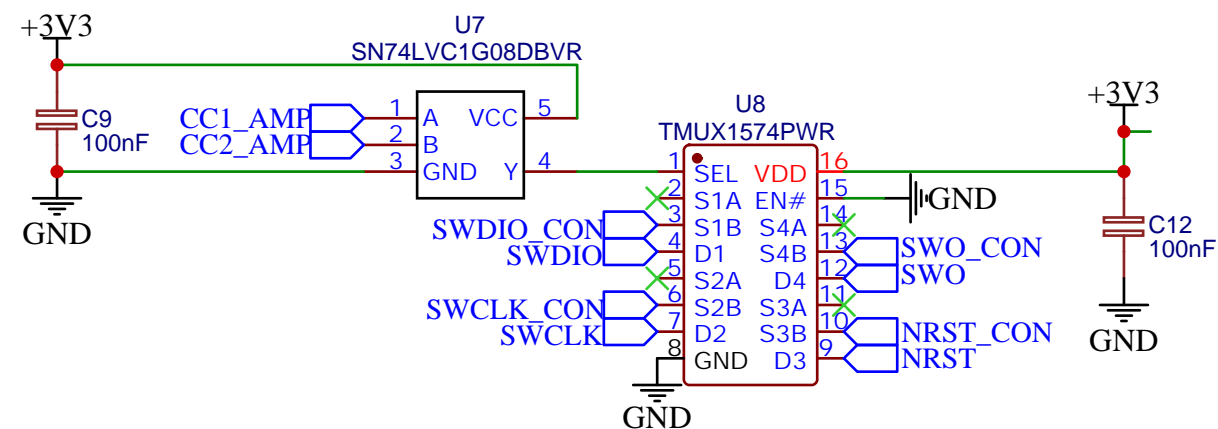 +3V3
U7
SN74LVC1G08DBVR
C9
100nF
GND
CC1_AMP
CC2_AMP
1 A VCC 5
2 B
3 GND Y 4
U8
TMUX1574PWR
1 SEL VDD 16
2 S1A EN# 15
GND
3 S1B S4A 14
SWDIO_CON
4 D1 S4B 13
SWDIO
SWO_CON
5 S2A D4 12
SWO
6 S2B S3A 11
SWCLK_CON
7 D2 S3B 10
SWCLK
NRST_CON
8 GND D3 9
NRST
GND
+3V3
C12
100nF
GND